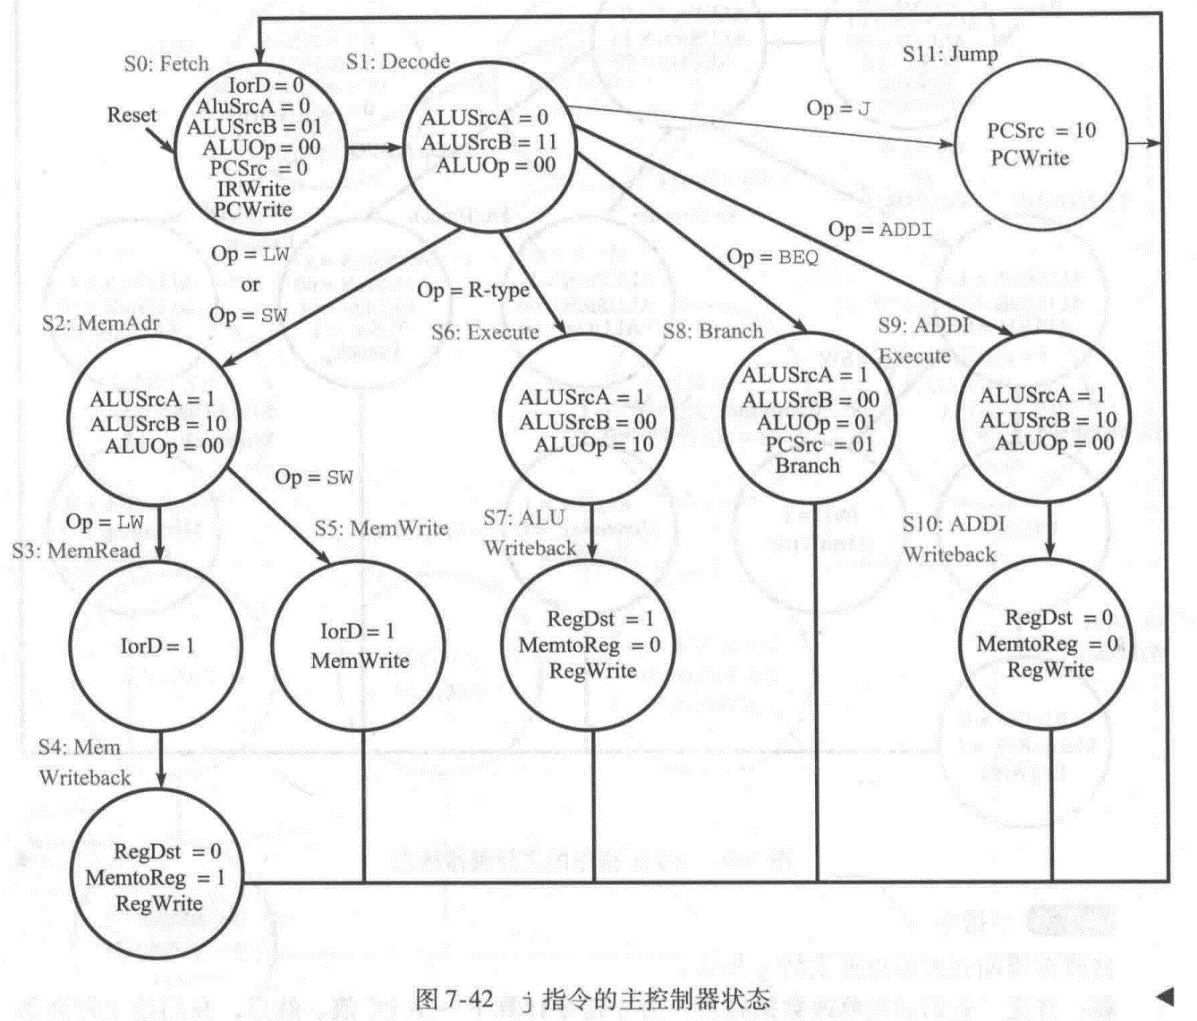 S0: Fetch
Reset
IorD = 0
AluSrcA = 0
ALUSrcB = 01
ALUOp = 00
PCSrc = 0
IRWrite
PCWrite
S1: Decode
ALUSrcA = 0
ALUSrcB = 11
ALUOp = 00
S11: Jump
Op = J
PCSrc = 10
PCWrite
Op = LW
or
Op = SW
Op = R-type
Op = BEQ
Op = ADDI
S2: MemAdr
ALUSrcA = 1
ALUSrcB = 10
ALUOp = 00
S6: Execute
ALUSrcA = 1
ALUSrcB = 00
ALUOp = 10
S8: Branch
ALUSrcA = 1
ALUSrcB = 00
ALUOp = 01
PCSrc = 01
Branch
S9: ADDI
Execute
ALUSrcA = 1
ALUSrcB = 10
ALUOp = 00
Op = LW
Op = SW
S3: MemRead
IorD = 1
S5: MemWrite
IorD = 1
MemWrite
S7: ALU
Writeback
RegDst = 1
MemtoReg = 0
RegWrite
S10: ADDI
Writeback
RegDst = 0
MemtoReg = 0
RegWrite
S4: Mem
Writeback
RegDst = 0
MemtoReg = 1
RegWrite
图 7-42 j 指令的主控制器状态